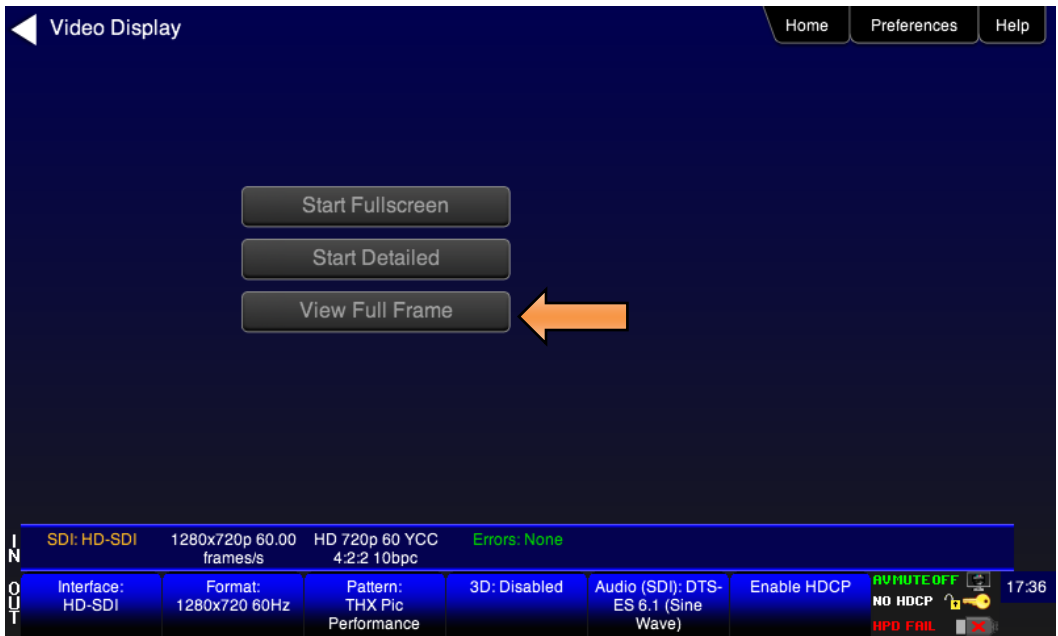 Video Display
Home
Preferences
Help
Start Fullscreen
Start Detailed
View Full Frame
IN
SDI: HD-SDI
1280x720p 60.00
frames/s
HD 720p 60 YCC
4:2:2 10bpc
Errors: None
OUT
Interface:
HD-SDI
Format:
1280x720 60Hz
Pattern:
THX Pic
Performance
3D: Disabled
Audio (SDI): DTS-
ES 6.1 (Sine
Wave)
Enable HDCP
AVMUTE OFF
NO HDCP
HPD FAIL
17:36